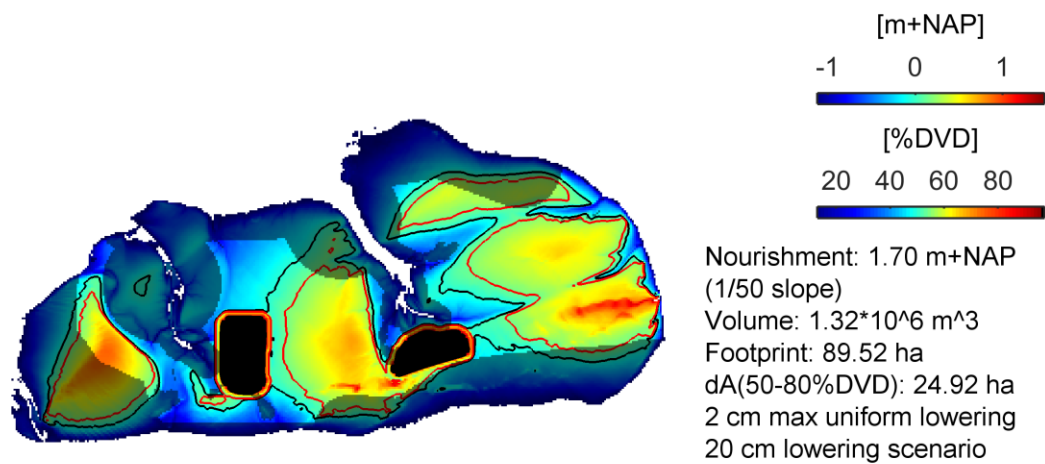 [m+NAP]
-1 0 1
[%DVD]
20 40 60 80
Nourishment: 1.70 m+NAP
(1/50 slope)
Volume: 1.32*10^6 m^3
Footprint: 89.52 ha
dA(50-80%DVD): 24.92 ha
2 cm max uniform lowering
20 cm lowering scenario